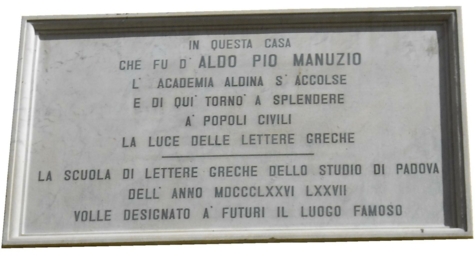 IN QUESTA CASA
CHE FU D' ALDO PIO MANUZIO
L' ACADEMIA ALDINA S' ACCOLSE
E DI QUI' TORNO' A SPLENDERE
A' POPOLI CIVILI
LA LUCE DELLE LETTERE GRECHE
LA SCUOLA DI LETTERE GRECHE DELLO STUDIO DI PADOVA
DELL' ANNO MDCCCLXXVI LXXVII
VOLLE DESIGNATO A' FUTURI IL LUOGO FAMOSO